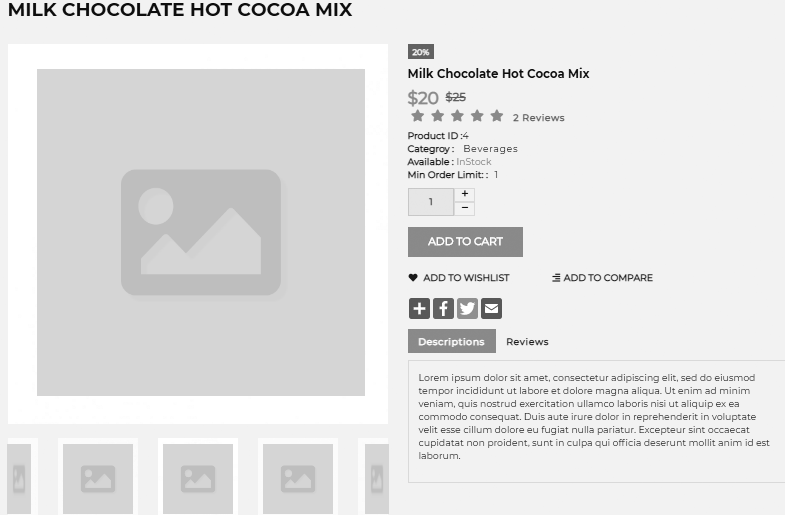 MILK CHOCOLATE HOT COCOA MIX
20%
Milk Chocolate Hot Cocoa Mix
$20 $25
2 Reviews
Product ID :4
Categroy : Beverages
Available : InStock
Min Order Limit: : 1
1 +
−
ADD TO CART
ADD TO WISHLIST ADD TO COMPARE
Descriptions Reviews
Lorem ipsum dolor sit amet, consectetur adipiscing elit, sed do eiusmod
tempor incididunt ut labore et dolore magna aliqua. Ut enim ad minim
veniam, quis nostrud exercitation ullamco laboris nisi ut aliquip ex ea
commodo consequat. Duis aute irure dolor in reprehenderit in voluptate
velit esse cillum dolore eu fugiat nulla pariatur. Excepteur sint occaecat
cupidatat non proident, sunt in culpa qui officia deserunt mollit anim id est
laborum.